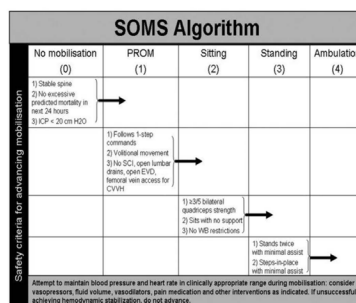 SOMS Algorithm
No mobilisation
(0)
PROM
(1)
Sitting
(2)
Standing
(3)
Ambulatio
(4)
Safety criteria for advancing mobilisation
1) Stable spine
2) No excessive
predicted mortality in
next 24 hours
3) ICP < 20 cm H2O
1) Follows 1-step
commands
2) Volitional movement
3) No SCI, open lumbar
drains, open EVD,
femoral vein access for
CVVH
1) ≥3/5 bilateral
quadriceps strength
2) Sits with no support
3) No WB restrictions
1) Stands twice
with minimal assist
2) Steps-in-place
with minimal assist
Attempt to maintain blood pressure and heart rate in clinically appropriate range during mobilisation: consider
vasopressors, fluid volume, vasodilators, pain medication and other interventions as indicated. If unsuccessful
achieving hemodynamic stabilization, do not advance.